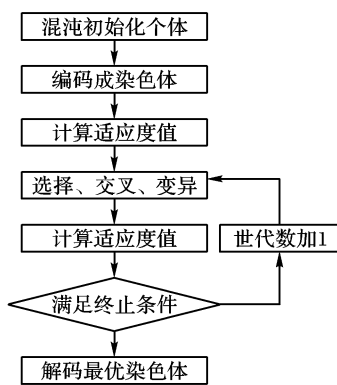 混沌初始化个体
编码成染色体
计算适应度值
选择、交叉、变异
计算适应度值
世代数加1
满足终止条件
解码最优染色体